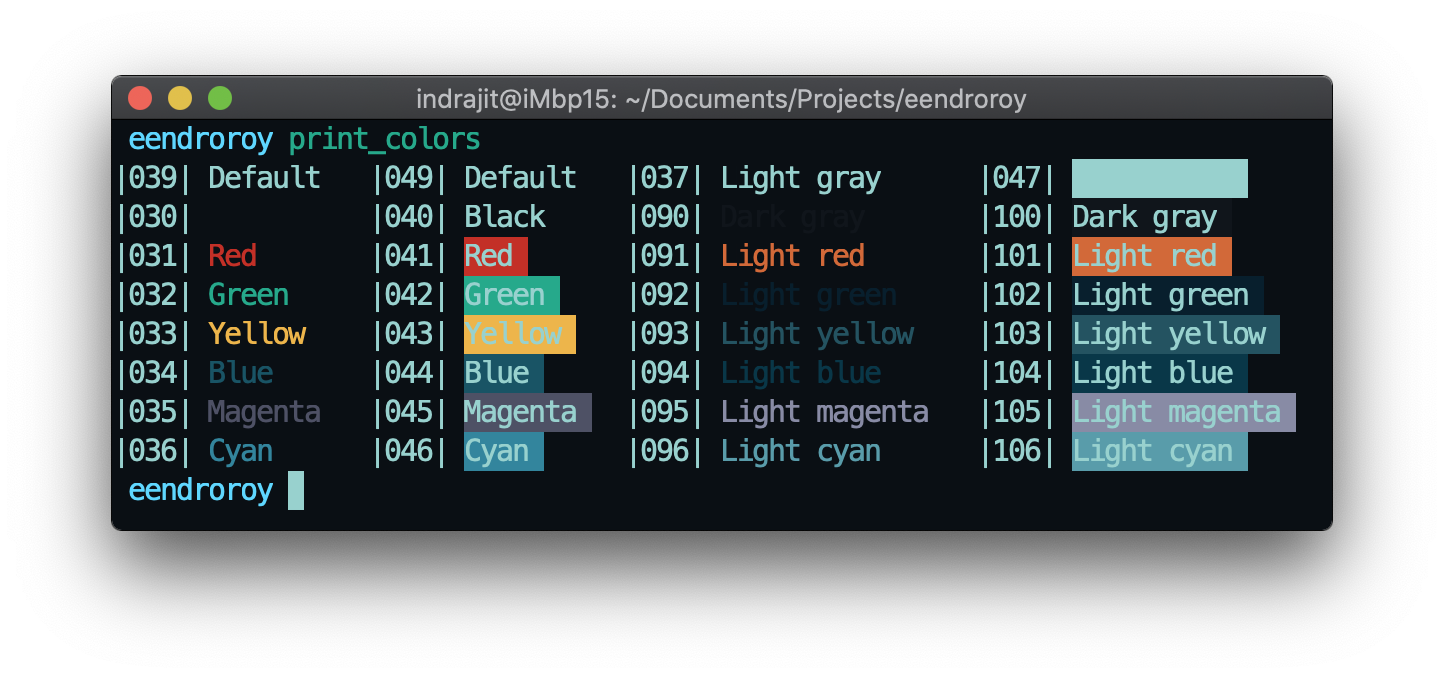 indrajit@iMbp15: ~/Documents/Projects/eendroroy
eendroroy print_colors
|039| Default |049| Default |037| Light gray |047|
|030| |040| Black |090| Dark gray |100| Dark gray
|031| Red |041| Red |091| Light red |101| Light red
|032| Green |042| Green |092| Light green |102| Light green
|033| Yellow |043| Yellow |093| Light yellow |103| Light yellow
|034| Blue |044| Blue |094| Light blue |104| Light blue
|035| Magenta |045| Magenta |095| Light magenta |105| Light magenta
|036| Cyan |046| Cyan |096| Light cyan |106| Light cyan
eendroroy